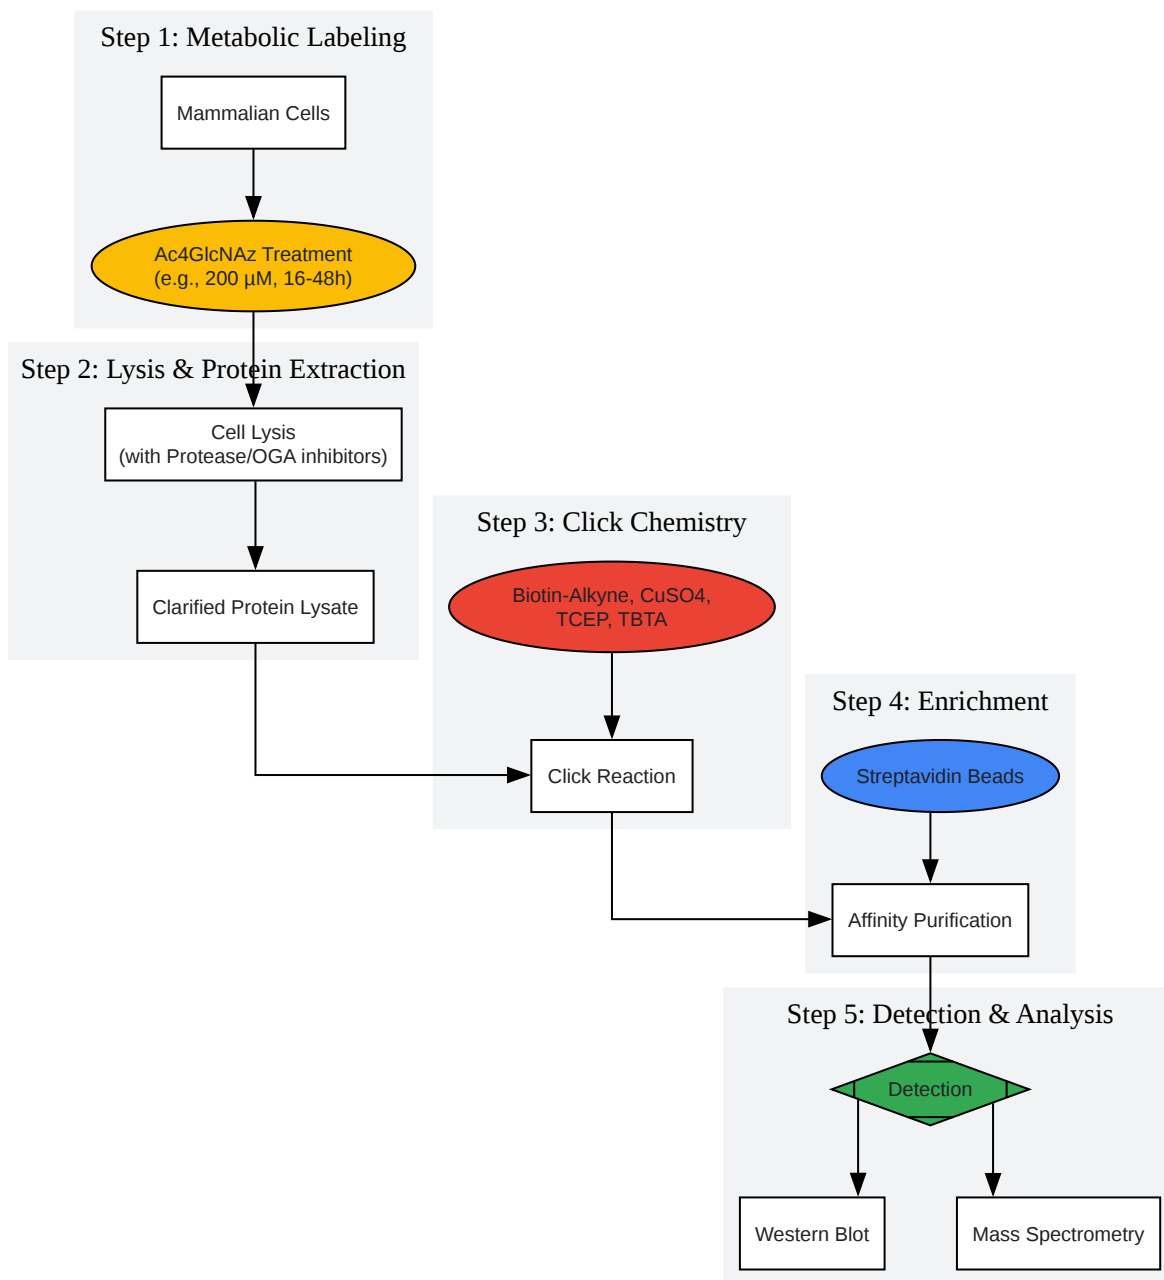 Step 1: Metabolic Labeling
Mammalian Cells
Ac4GlcNAz Treatment
(e.g., 200 µM, 16-48h)
Step 2: Lysis & Protein Extraction
Cell Lysis
(with Protease/OGA inhibitors)
Clarified Protein Lysate
Step 3: Click Chemistry
Biotin-Alkyne, CuSO4,
TCEP, TBTA
Click Reaction
Step 4: Enrichment
Streptavidin Beads
Affinity Purification
Step 5: Detection & Analysis
Detection
Western Blot
Mass Spectrometry